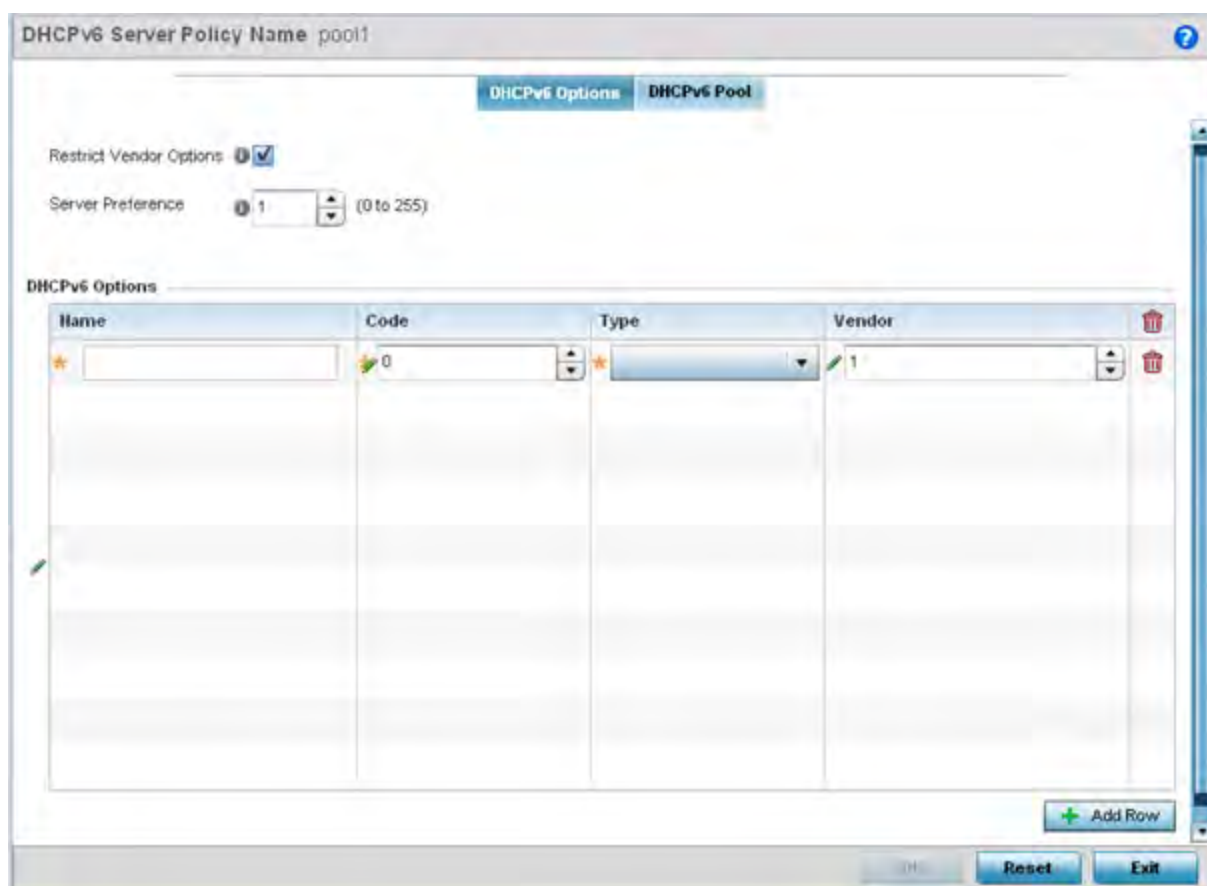 DHCPv6 Server Policy Name pool1
?
DHCPv6 Options DHCPv6 Pool
Restrict Vendor Options
Server Preference 1 (0 to 255)
DHCPv6 Options
Name Code Type Vendor
0 1
Add Row
Reset Exit